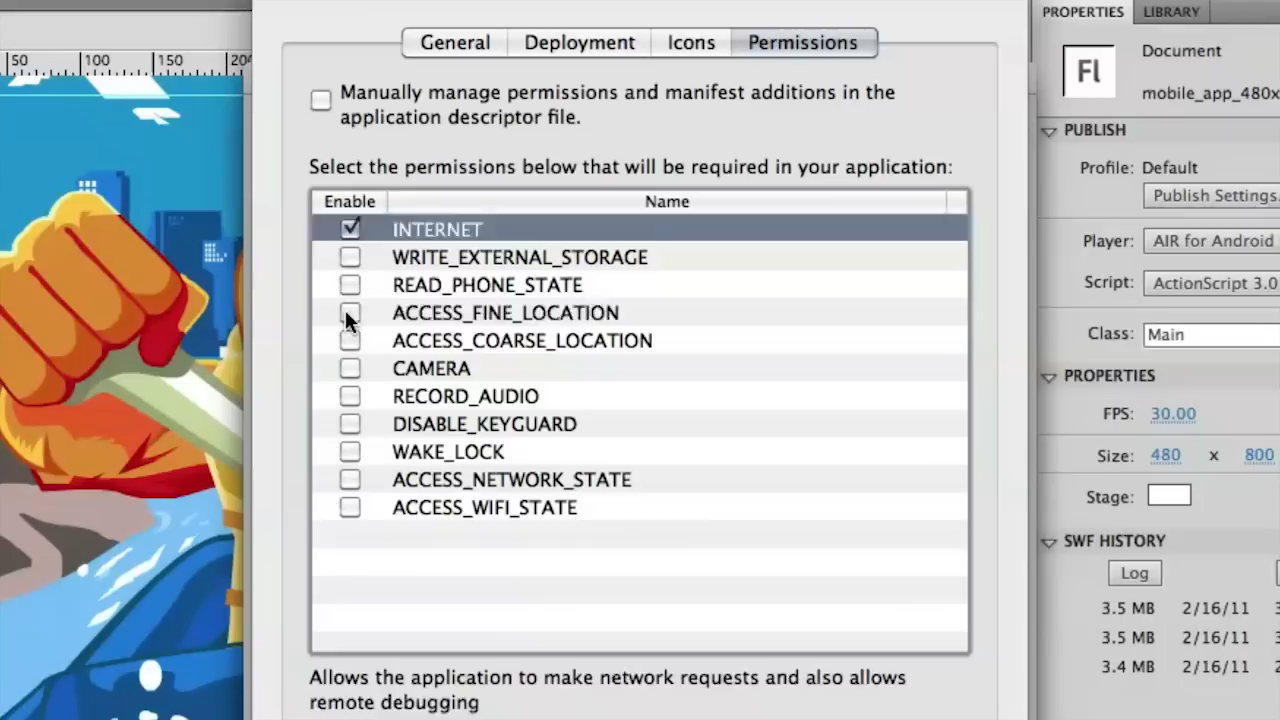 50 100 150 20
General Deployment Icons Permissions
Manually manage permissions and manifest additions in the
application descriptor file.
Select the permissions below that will be required in your application:
Enable Name
INTERNET
WRITE_EXTERNAL_STORAGE
READ_PHONE_STATE
ACCESS_FINE_LOCATION
ACCESS_COARSE_LOCATION
CAMERA
RECORD_AUDIO
DISABLE_KEYGUARD
WAKE_LOCK
ACCESS_NETWORK_STATE
ACCESS_WIFI_STATE
Allows the application to make network requests and also allows
remote debugging
PROPERTIES LIBRARY
Fl
Document
mobile_app_480x
PUBLISH
Profile: Default
Publish Settings.
Player: AIR for Android
Script: ActionScript 3.0
Class: Main
PROPERTIES
FPS: 30.00
Size: 480 x 800
Stage:
SWF HISTORY
Log
3.5 MB 2/16/11
3.5 MB 2/16/11
3.4 MB 2/16/11